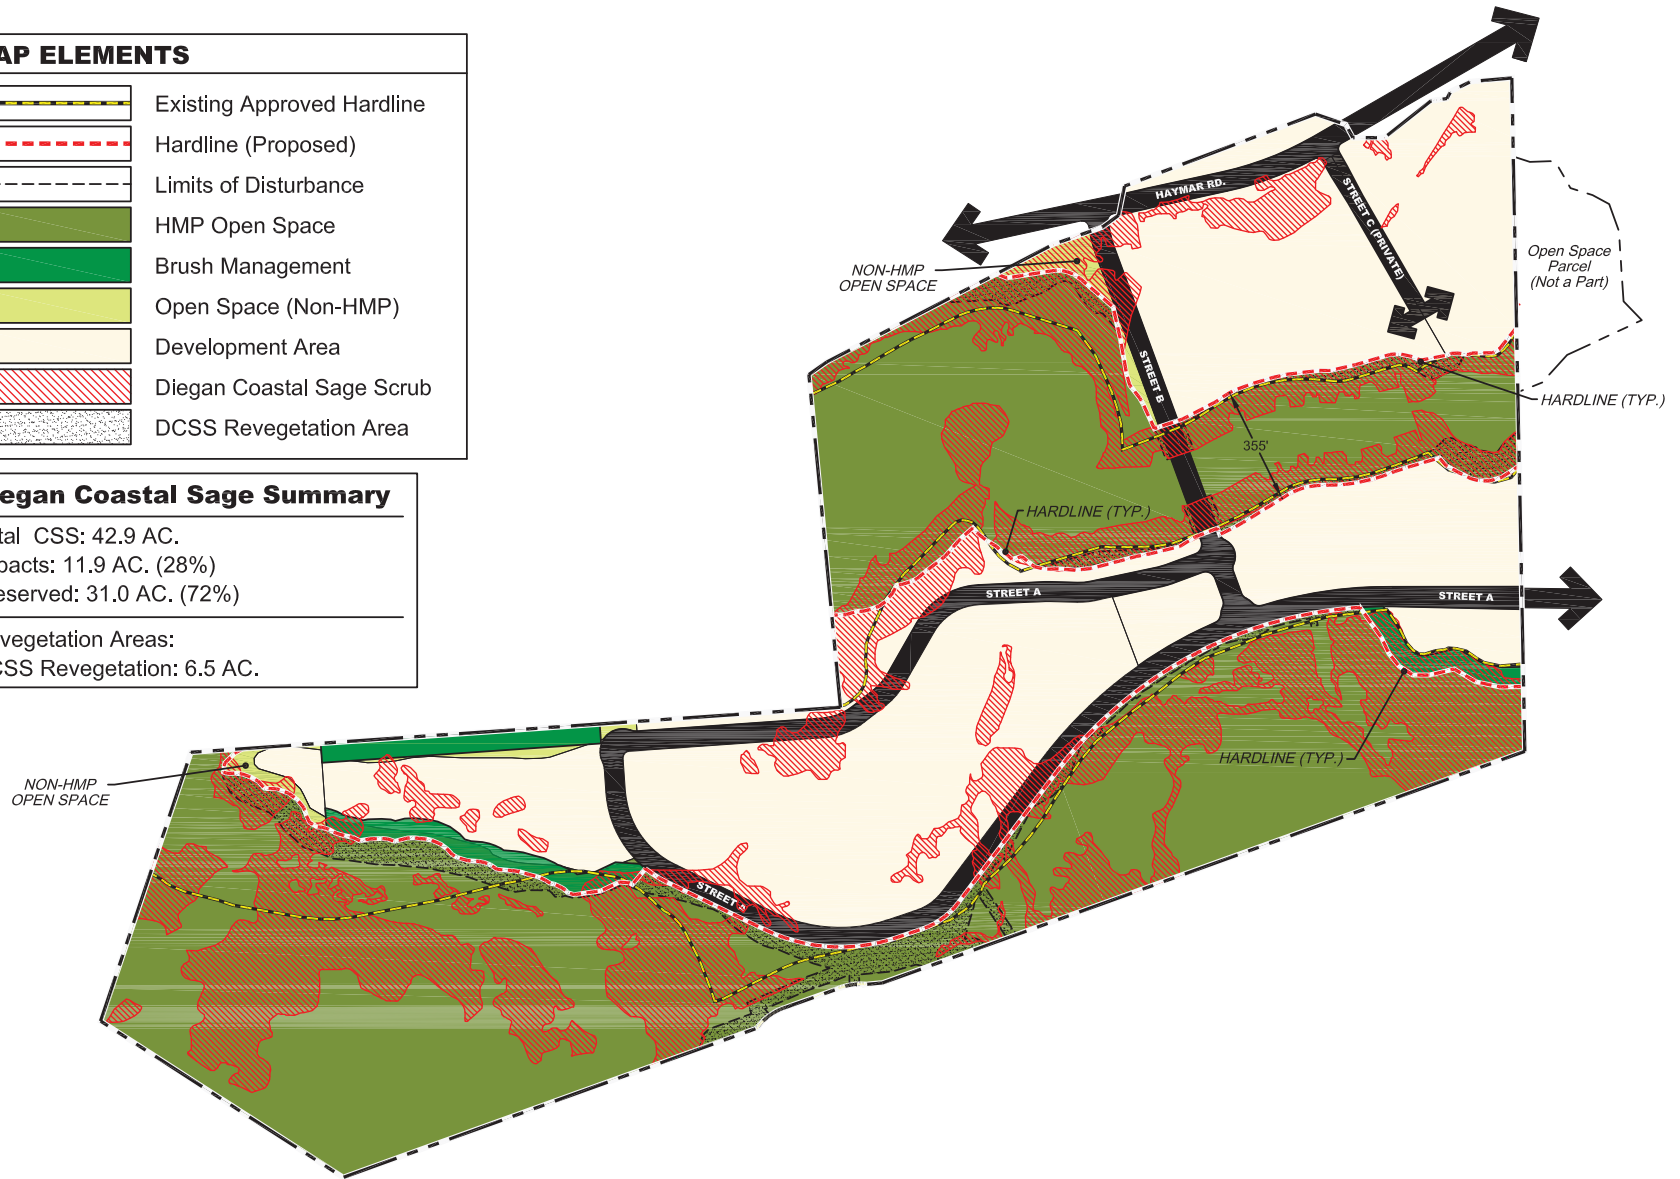 AP ELEMENTS
Existing Approved Hardline
Hardline (Proposed)
Limits of Disturbance
HMP Open Space
Brush Management
Open Space (Non-HMP)
Development Area
Diegan Coastal Sage Scrub
DCSS Revegetation Area
egan Coastal Sage Summary
tal CSS: 42.9 AC.
pacts: 11.9 AC. (28%)
eserved: 31.0 AC. (72%)
vegetation Areas:
CSS Revegetation: 6.5 AC.
HAYMAR RD.
STREET C (PRIVATE)
Open Space
Parcel
(Not a Part)
NON-HMP
OPEN SPACE
STREET B
HARDLINE (TYP.)
355'
HARDLINE (TYP.)
STREET A
STREET A
HARDLINE (TYP.)
NON-HMP
OPEN SPACE
STREET A